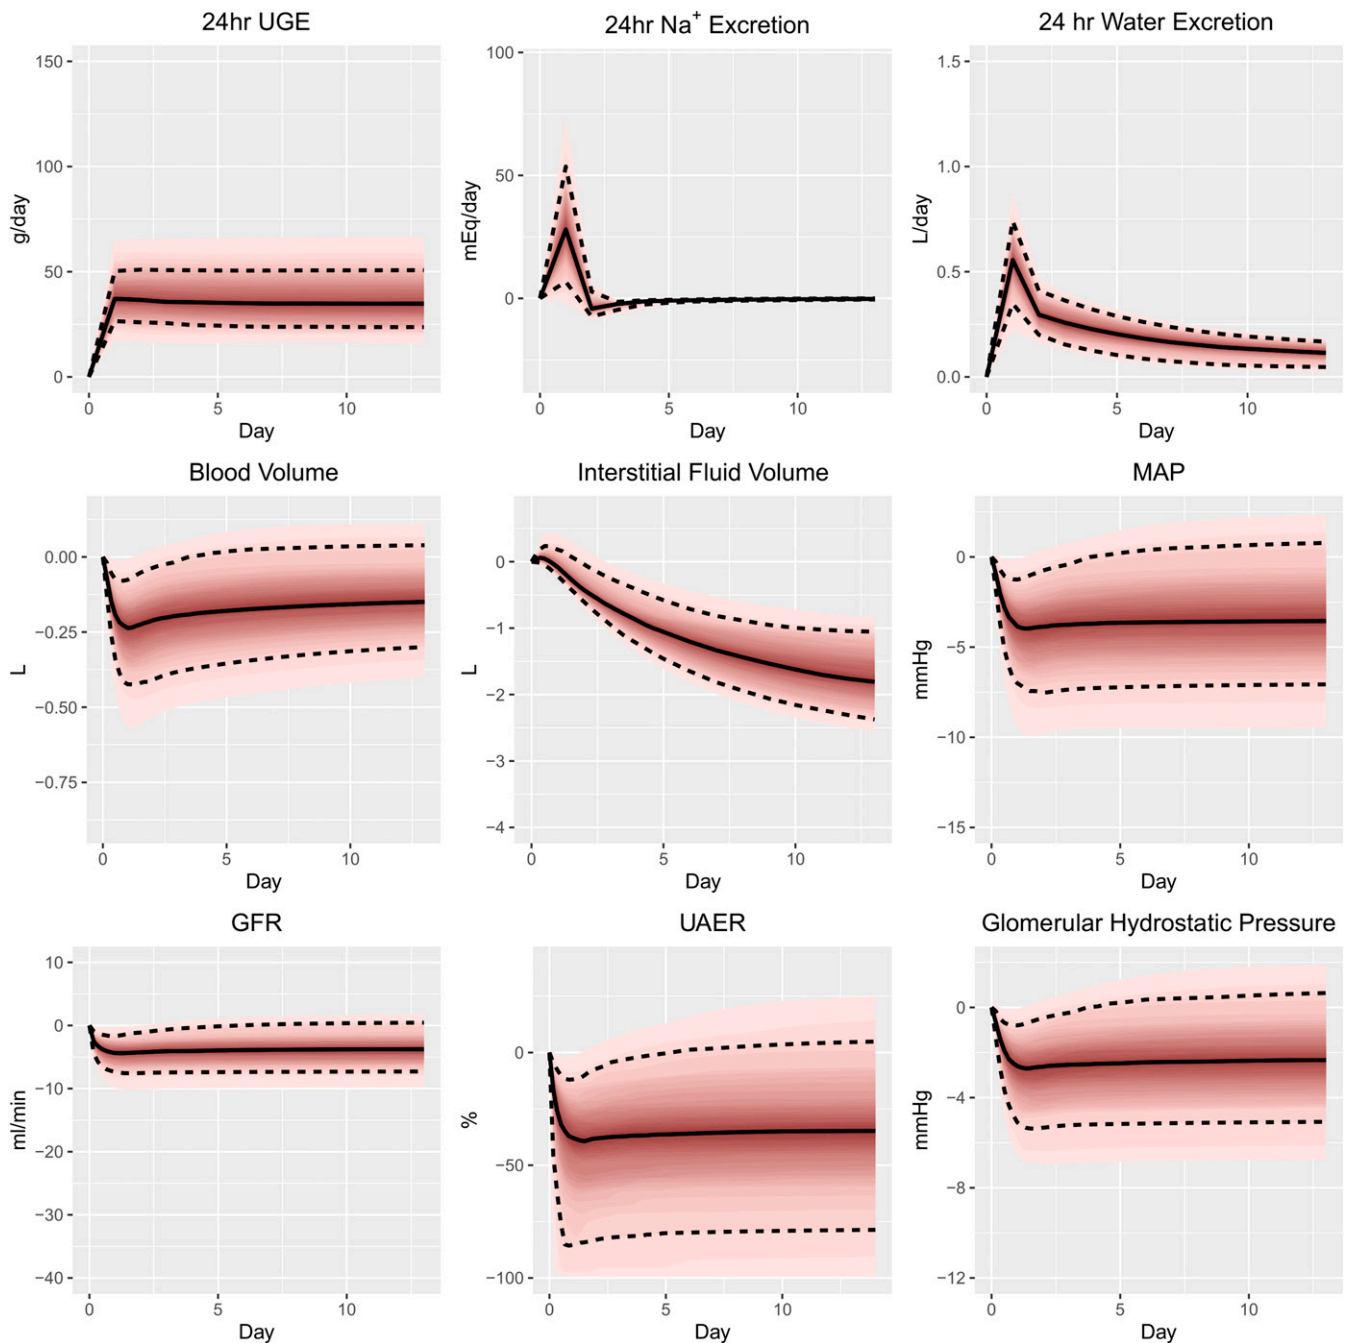 24hr UGE
150
100
50
0
g/day
0 5 10
Day
24hr Na⁺ Excretion
100
50
0
mEq/day
0 5 10
Day
24 hr Water Excretion
1.5
1.0
0.5
0.0
L/day
0 5 10
Day
Blood Volume
0.00
−0.25
−0.50
−0.75
L
0 5 10
Day
Interstitial Fluid Volume
0
−1
−2
−3
−4
L
0 5 10
Day
MAP
0
−5
−10
−15
mmHg
0 5 10
Day
GFR
10
0
−10
−20
−30
−40
ml/min
0 5 10
Day
UAER
0
−50
−100
%
0 5 10
Day
Glomerular Hydrostatic Pressure
0
−4
−8
−12
mmHg
0 5 10
Day